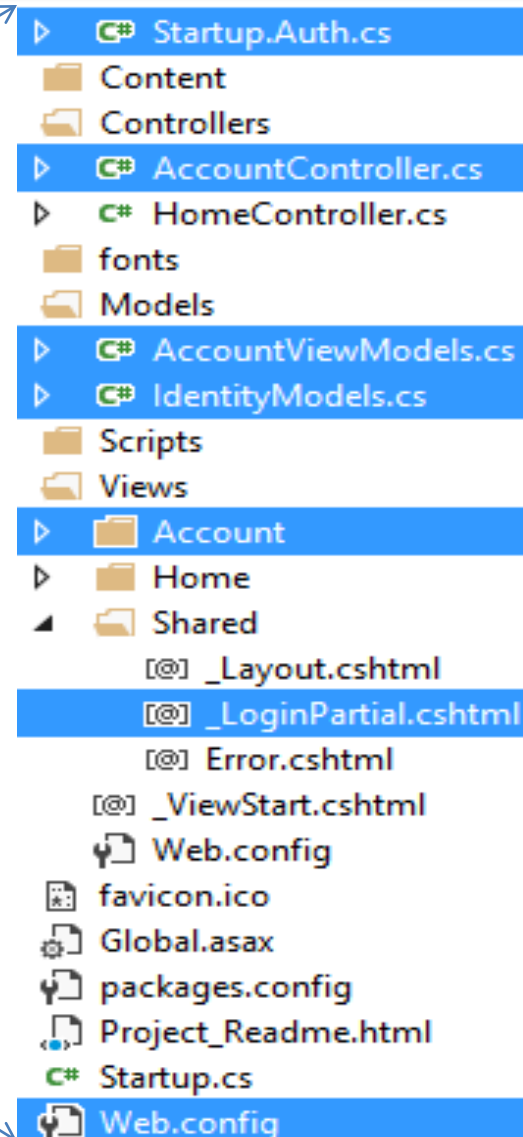 C# Startup.Auth.cs
Content
Controllers
C# AccountController.cs
C# HomeController.cs
fonts
Models
C# AccountViewModels.cs
C# IdentityModels.cs
Scripts
Views
Account
Home
Shared
[@] _Layout.cshtml
[@] _LoginPartial.cshtml
[@] Error.cshtml
[@] _ViewStart.cshtml
Web.config
favicon.ico
Global.asax
packages.config
Project_Readme.html
C# Startup.cs
Web.config